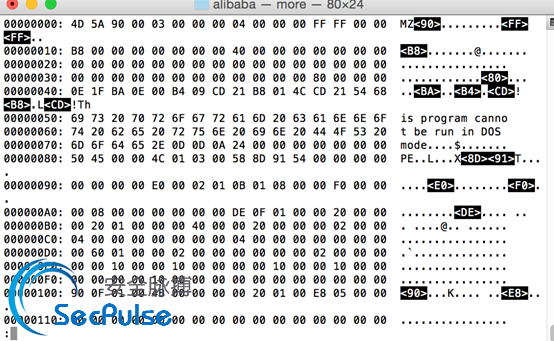 alibaba — more — 80×24
00000000: 4D 5A 90 00 03 00 00 00 04 00 00 00 FF FF 00 00 MZ<90>.........<FF>
<FF>..
00000010: B8 00 00 00 00 00 00 00 40 00 00 00 00 00 00 00 <B8>.......@.......
00000020: 00 00 00 00 00 00 00 00 00 00 00 00 00 00 00 00 ................
00000030: 00 00 00 00 00 00 00 00 00 00 00 00 80 00 00 00 ............<80>...
00000040: 0E 1F BA 0E 00 B4 09 CD 21 B8 01 4C CD 21 54 68 ..<BA>..<B4>.<CD>!
<B8>.L<CD>!Th
00000050: 69 73 20 70 72 6F 67 72 61 6D 20 63 61 6E 6E 6F is program canno
00000060: 74 20 62 65 20 72 75 6E 20 69 6E 20 44 4F 53 20 t be run in DOS
00000070: 6D 6F 64 65 2E 0D 0D 0A 24 00 00 00 00 00 00 00 mode....$.......
00000080: 50 45 00 00 4C 01 03 00 58 8D 91 54 00 00 00 00 PE..L...X<8D><91>T...
.
00000090: 00 00 00 00 E0 00 02 01 0B 01 08 00 00 F0 00 00 ....<E0>........<F0>.
.
000000A0: 00 08 00 00 00 00 00 00 DE 0F 01 00 00 20 00 00 ........<DE>.... ..
000000B0: 00 20 01 00 00 00 40 00 00 20 00 00 00 02 00 00 . ....@.. ......
000000C0: 04 00 00 00 00 00 00 00 04 00 00 00 00 00 00 00 ................
000000D0: 00 60 01 00 00 02 00 00 00 00 00 00 02 00 00 00 .`..............
00 00 10 00 00 10 00 00 00 00 10 00 00 10 00 00 ................
000000F0: 00 00 00 00 10 00 00 00 00 00 00 00 00 00 00 00 ................
00000100: 90 0F 01 00 4B 00 00 00 00 20 01 00 E8 05 00 00 <90>...K.... ..<E8>..
.
00000110: 00 00 00 00 00 00 00 00 00 00 00 00 00 00 00 00 ................
:
安全脉搏
SecPulse